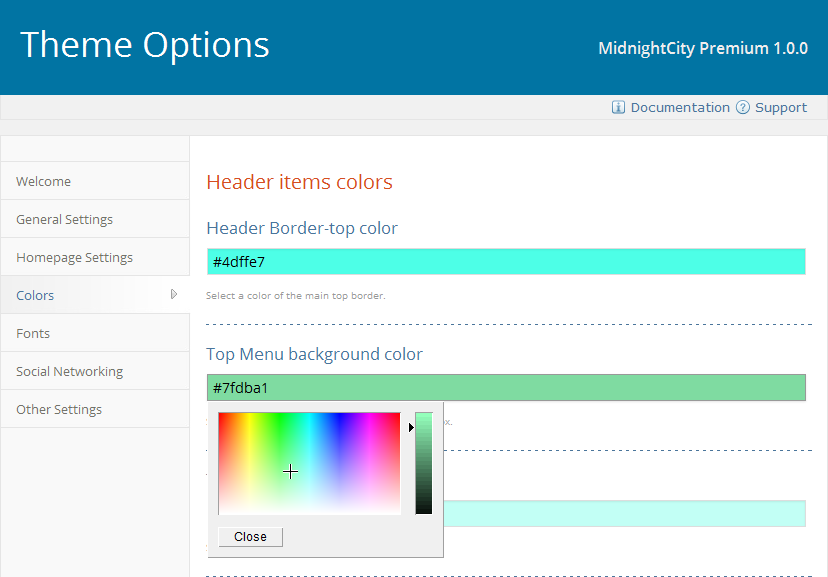 Theme Options
MidnightCity Premium 1.0.0
Documentation
Support
Welcome
General Settings
Homepage Settings
Colors
Fonts
Social Networking
Other Settings
Header items colors
Header Border-top color
#4dffe7
Select a color of the main top border.
Top Menu background color
#7fdba1
Close